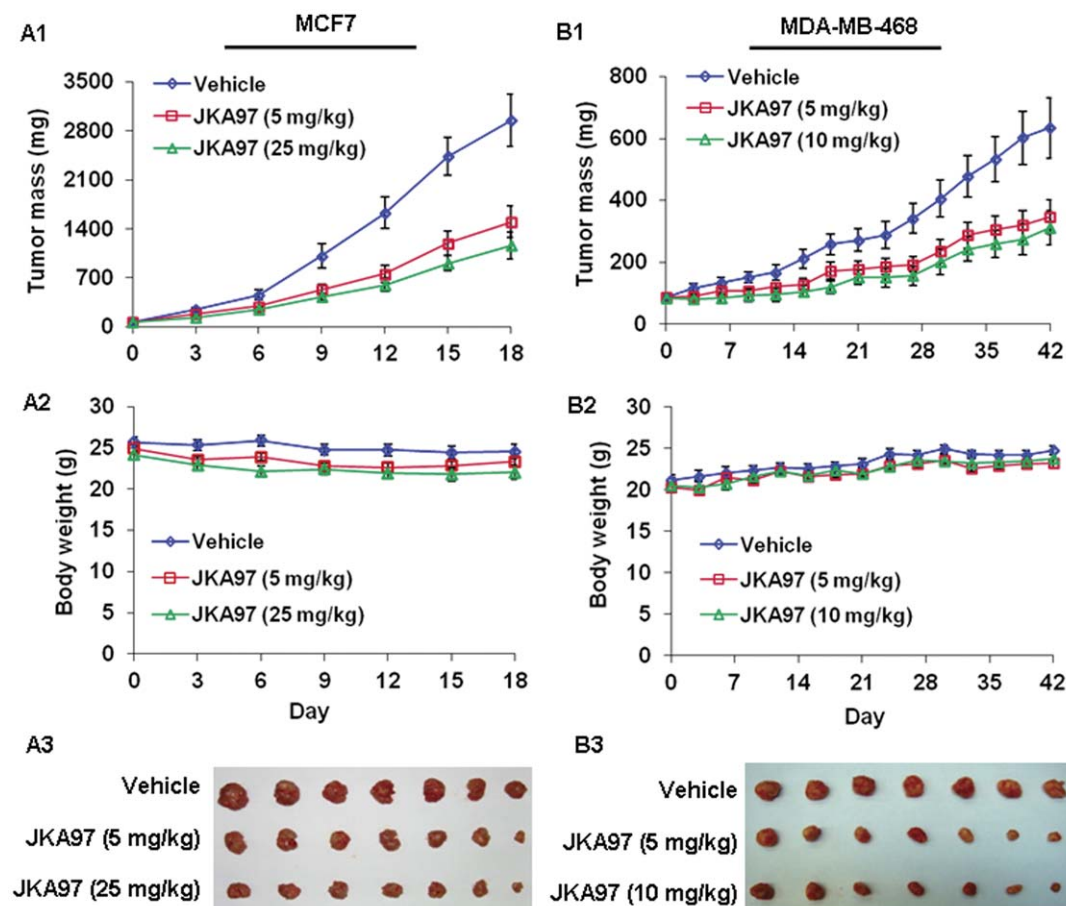 A1
MCF7
Tumor mass (mg)
3500
2800
2100
1400
700
0
Vehicle
JKA97 (5 mg/kg)
JKA97 (25 mg/kg)
0 3 6 9 12 15 18
B1
MDA-MB-468
Tumor mass (mg)
800
600
400
200
0
Vehicle
JKA97 (5 mg/kg)
JKA97 (10 mg/kg)
0 7 14 21 28 35 42
A2
Body weight (g)
30
25
20
15
10
5
0
Vehicle
JKA97 (5 mg/kg)
JKA97 (25 mg/kg)
0 3 6 9 12 15 18
Day
B2
Body weight (g)
30
25
20
15
10
5
0
Vehicle
JKA97 (5 mg/kg)
JKA97 (10 mg/kg)
0 7 14 21 28 35 42
Day
A3
Vehicle
JKA97 (5 mg/kg)
JKA97 (25 mg/kg)
B3
Vehicle
JKA97 (5 mg/kg)
JKA97 (10 mg/kg)